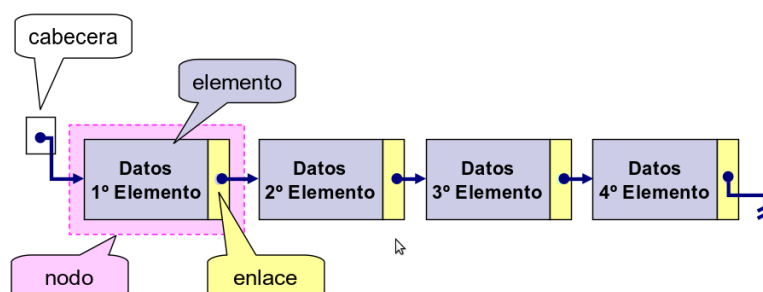 cabecera
elemento
Datos
1º Elemento
Datos
2º Elemento
Datos
3º Elemento
Datos
4º Elemento
nodo
enlace